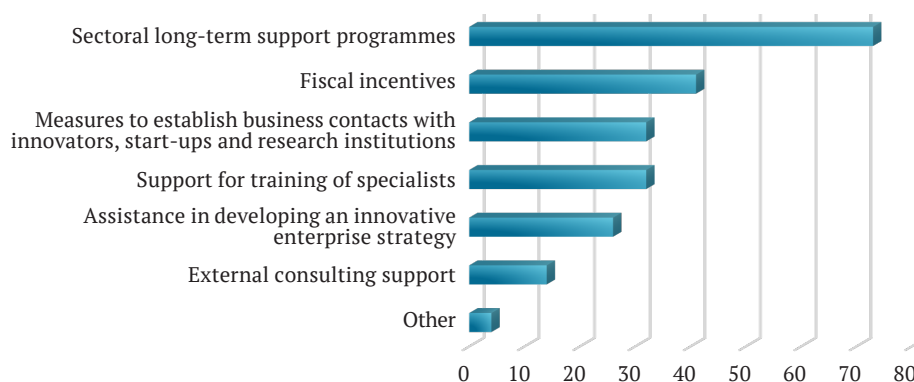 Sectoral long-term support programmes
Fiscal incentives
Measures to establish business contacts with
innovators, start-ups and research institutions
Support for training of specialists
Assistance in developing an innovative
enterprise strategy
External consulting support
Other
0 10 20 30 40 50 60 70 80